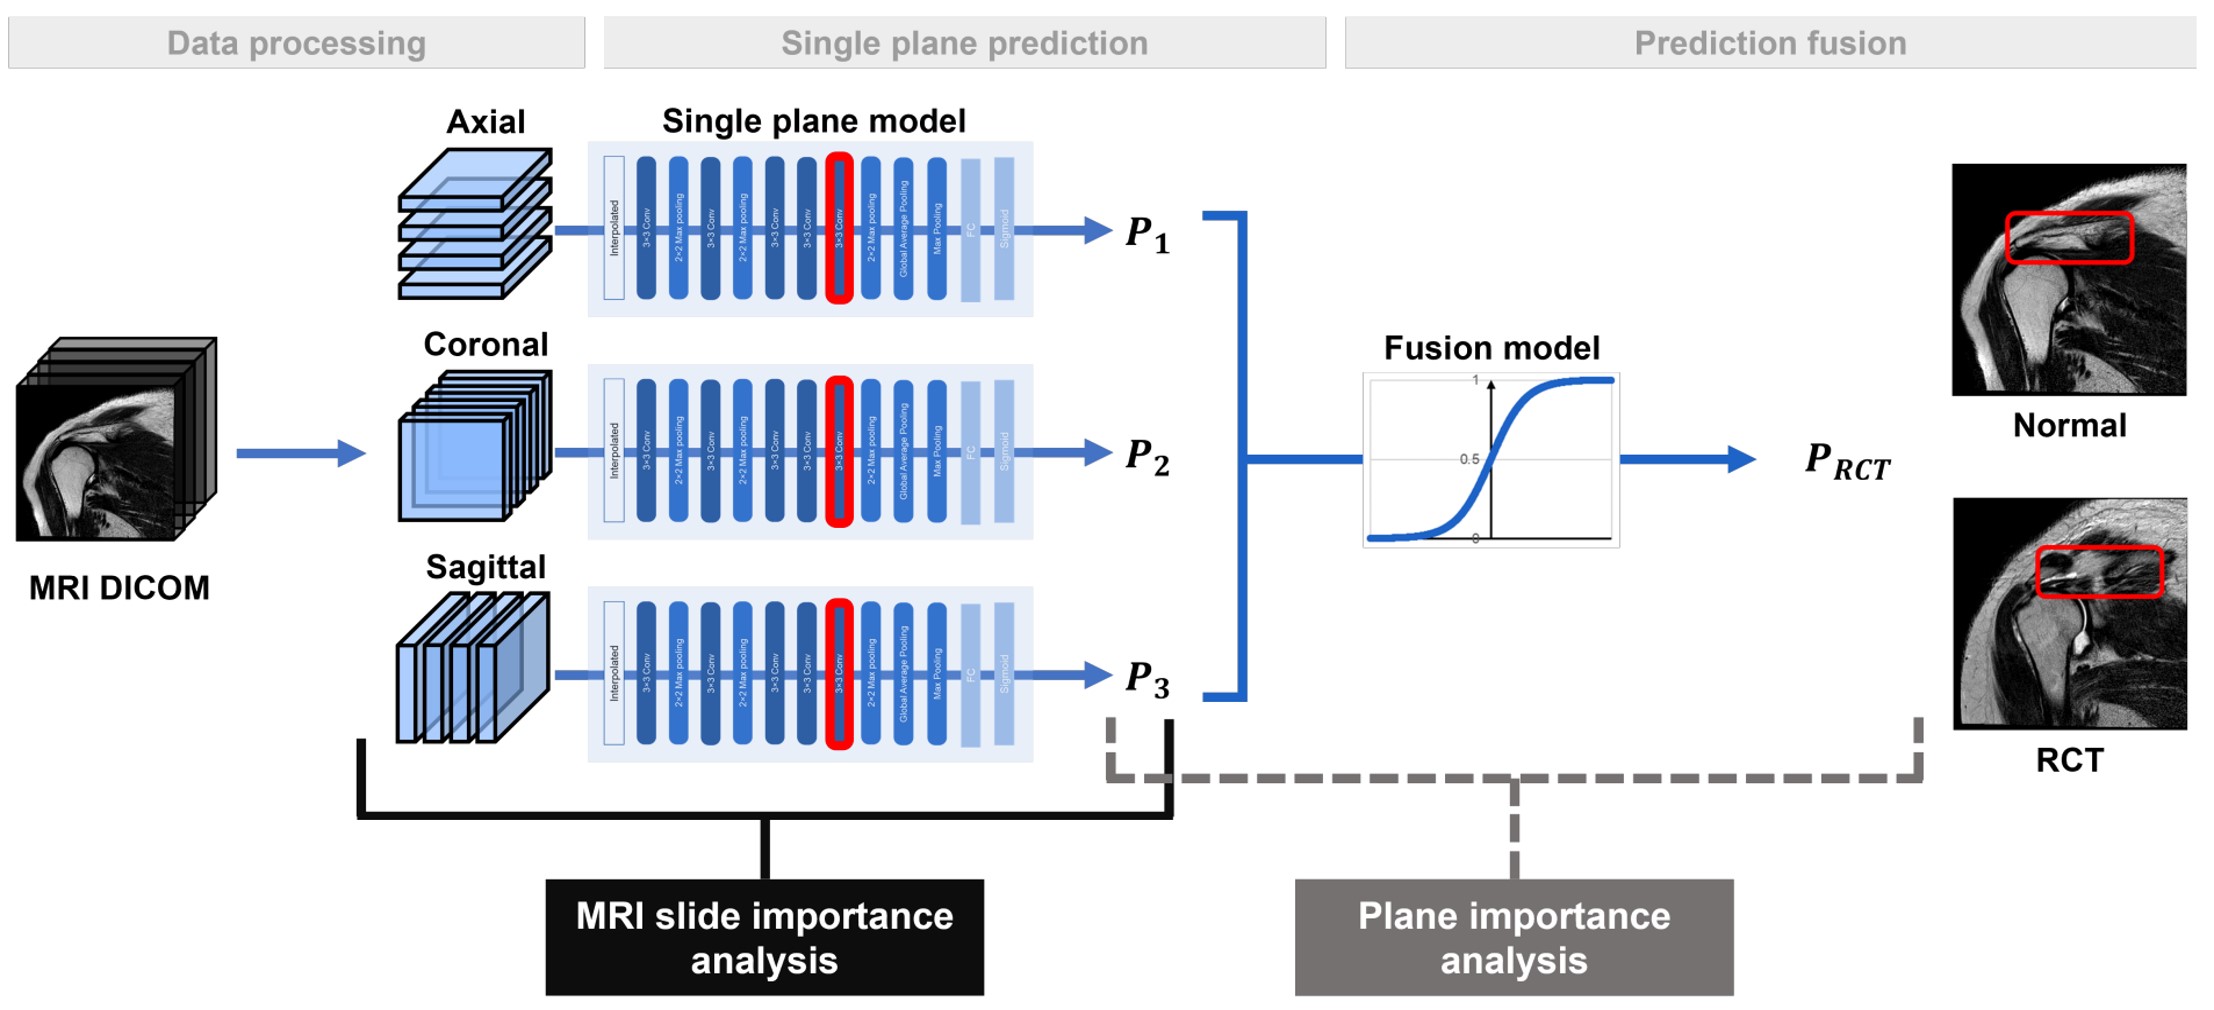 Data processing
Single plane prediction
Prediction fusion
Axial
Single plane model
Interpolated
3×3 Conv
2×2 Max pooling
3×3 Conv
2×2 Max pooling
3×3 Conv
3×3 Conv
3×3 Conv
2×2 Max pooling
Global Average Pooling
Max Pooling
FC
Sigmoid
P1
Coronal
Interpolated
3×3 Conv
2×2 Max pooling
3×3 Conv
2×2 Max pooling
3×3 Conv
3×3 Conv
3×3 Conv
2×2 Max pooling
Global Average Pooling
Max Pooling
FC
Sigmoid
P2
Sagittal
Interpolated
3×3 Conv
2×2 Max pooling
3×3 Conv
2×2 Max pooling
3×3 Conv
3×3 Conv
3×3 Conv
2×2 Max pooling
Global Average Pooling
Max Pooling
FC
Sigmoid
P3
MRI DICOM
Fusion model
1
0.5
0
PRCT
Normal
RCT
MRI slide importance
analysis
Plane importance
analysis